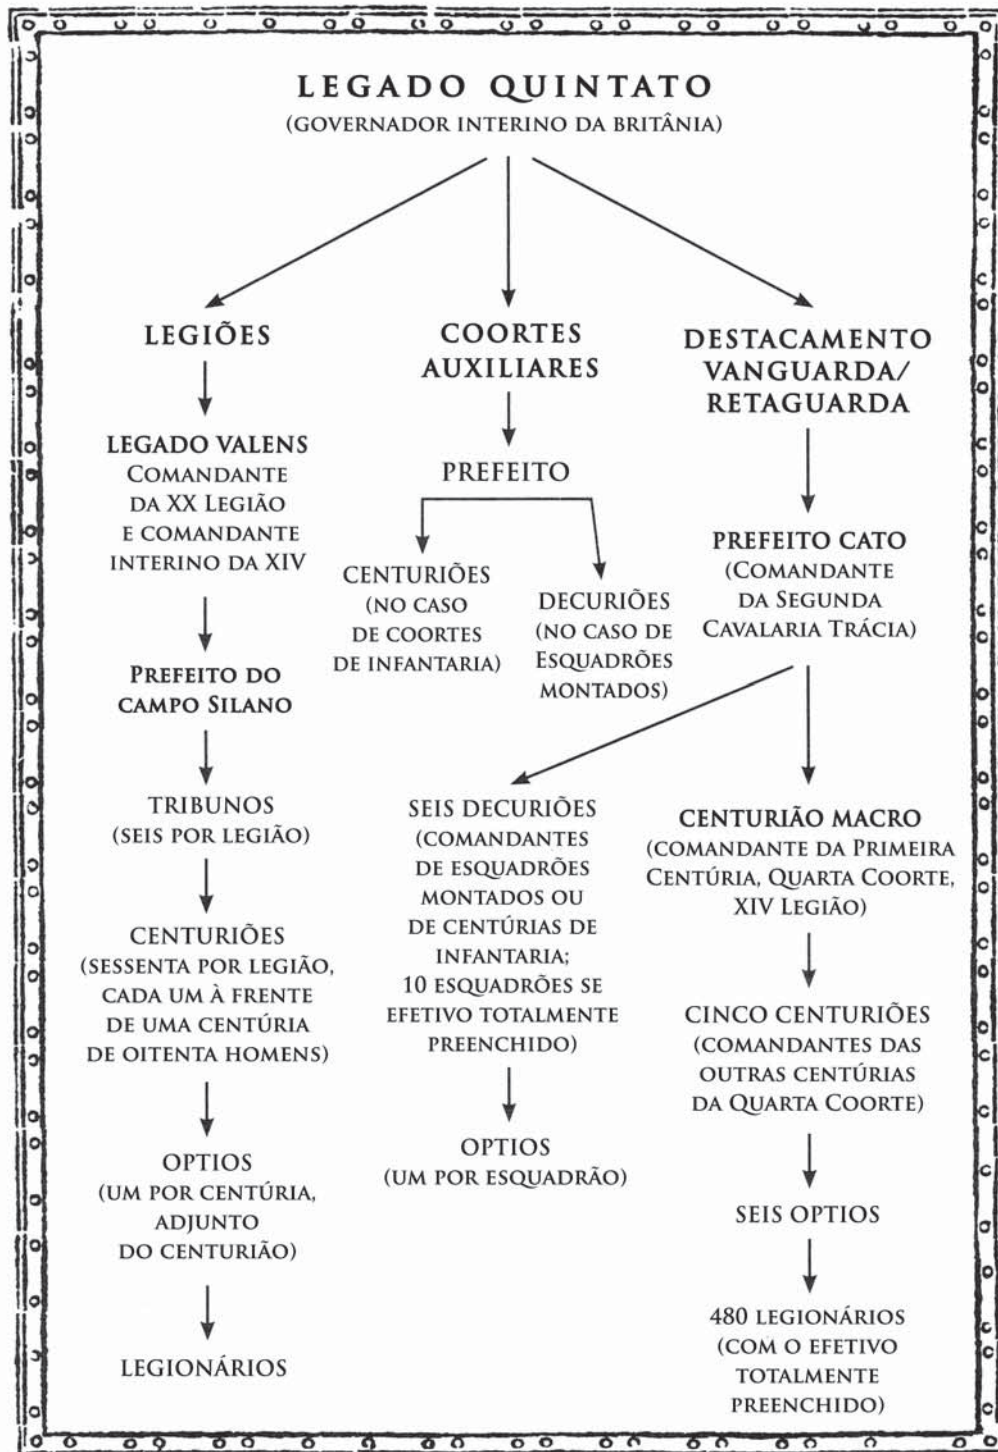 LEGADO QUINTATO
(GOVERNADOR INTERINO DA BRITÂNIA)
LEGIÕES
LEGADO VALENS
COMANDANTE
DA XX LEGIÃO
E COMANDANTE
INTERINO DA XIV
PREFEITO DO
CAMPO SILANO
TRIBUNOS
(SEIS POR LEGIÃO)
CENTURIÕES
(SESSENTA POR LEGIÃO,
CADA UM À FRENTE
DE UMA CENTÚRIA
DE OITENTA HOMENS)
OPTIOS
(UM POR CENTÚRIA,
ADJUNTO
DO CENTURIÃO)
LEGIONÁRIOS
COORTES
AUXILIARES
PREFEITO
CENTURIÕES
(NO CASO
DE COORTES
DE INFANTARIA)
DECURIÕES
(NO CASO DE
ESQUADRÕES
MONTADOS)
DESTACAMENTO
VANGUARDA/
RETAGUARDA
PREFEITO CATO
(COMANDANTE
DA SEGUNDA
CAVALARIA TRÁCIA)
SEIS DECURIÕES
(COMANDANTES
DE ESQUADRÕES
MONTADOS OU
DE CENTÚRIAS DE
INFANTARIA;
10 ESQUADRÕES SE
EFETIVO TOTALMENTE
PREENCHIDO)
OPTIOS
(UM POR ESQUADRÃO)
CENTURIÃO MACRO
(COMANDANTE DA PRIMEIRA
CENTÚRIA, QUARTA COORTE,
XIV LEGIÃO)
CINCO CENTURIÕES
(COMANDANTES DAS
OUTRAS CENTÚRIAS
DA QUARTA COORTE)
SEIS OPTIOS
480 LEGIONÁRIOS
(COM O EFETIVO
TOTALMENTE
PREENCHIDO)